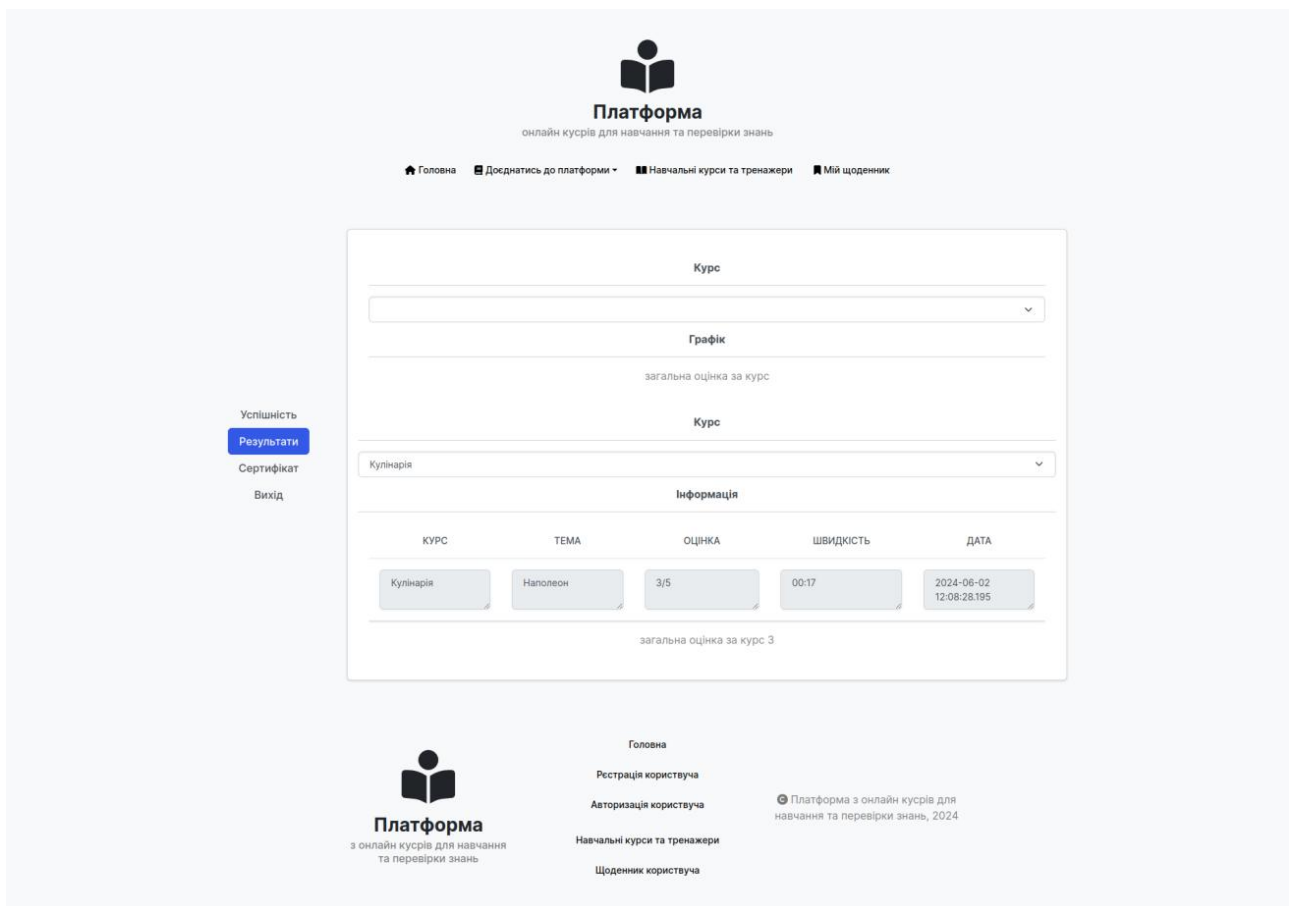 Платформа
онлайн кусрів для навчання та перевірки знань
Головна Доєднатись до платформи Навчальні курси та тренажери Мій щоденник
Курс
Графік
загальна оцінка за курс
Успішність
Результати
Сертифікат
Вихід
Курс
Кулінарія
Інформація
КУРС ТЕМА ОЦІНКА ШВИДКІСТЬ ДАТА
Кулінарія Наполеон 3/5 00:17 2024-06-02
12:08:28.195
загальна оцінка за курс 3
Платформа
з онлайн кусрів для навчання
та перевірки знань
Головна
Рєстрація користвуча
Авторизація користвуча
Навчальні курси та тренажери
Щоденник користвуча
© Платформа з онлайн кусрів для
навчання та перевірки знань, 2024